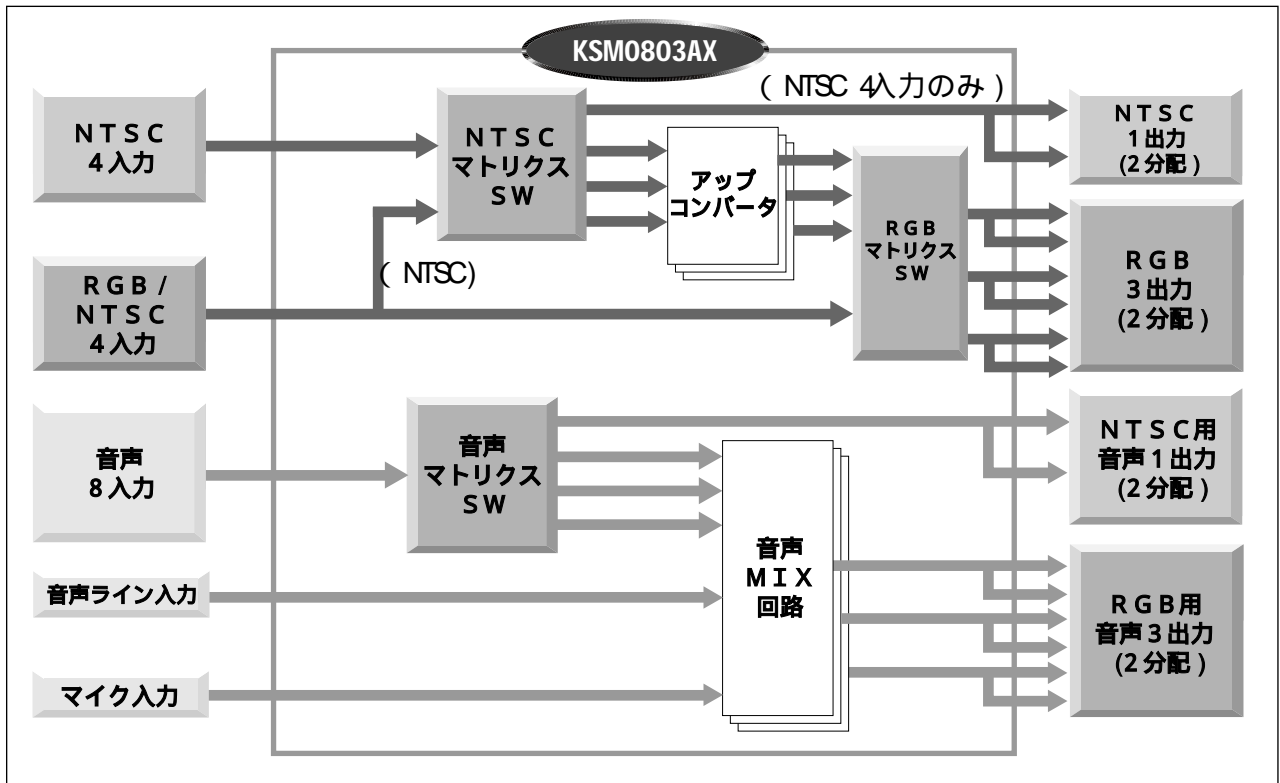 KSM0803AX
( NTSC 4入力のみ )
NTSC
4入力
NTSC
マトリクス
SW
アップ
コンバータ
RGB
マトリクス
SW
NTSC
1出力
(2分配)
( NTSC)
RGB /
NTSC
4入力
RGB
3出力
(2分配)
音声
8入力
音声
マトリクス
SW
NTSC用
音声1出力
(2分配)
音声ライン入力
音声
MIX
回路
RGB用
音声3出力
(2分配)
マイク入力